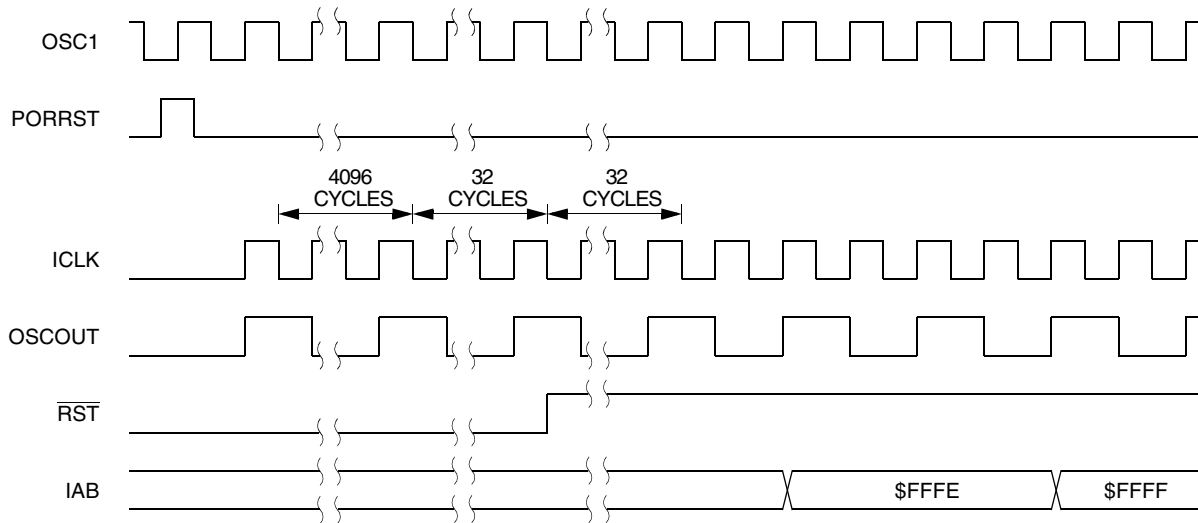 OSC1
PORRST
4096
CYCLES
32
CYCLES
32
CYCLES
ICLK
OSCOUT
RST
IAB
$FFFE
$FFFF